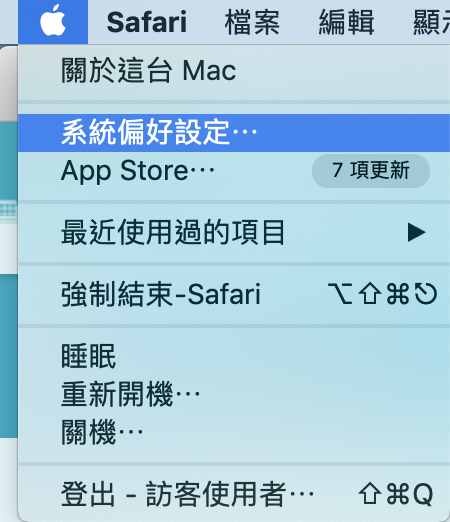 Safari 檔案 編輯
關於這台 Mac
系統偏好設定⋯
App Store⋯ 7 項更新
最近使用過的項目 ▶
強制結束-Safari ⌥⇧⌘⎋
睡眠
重新開機⋯
關機⋯
登出 - 訪客使用者⋯ ⇧⌘Q